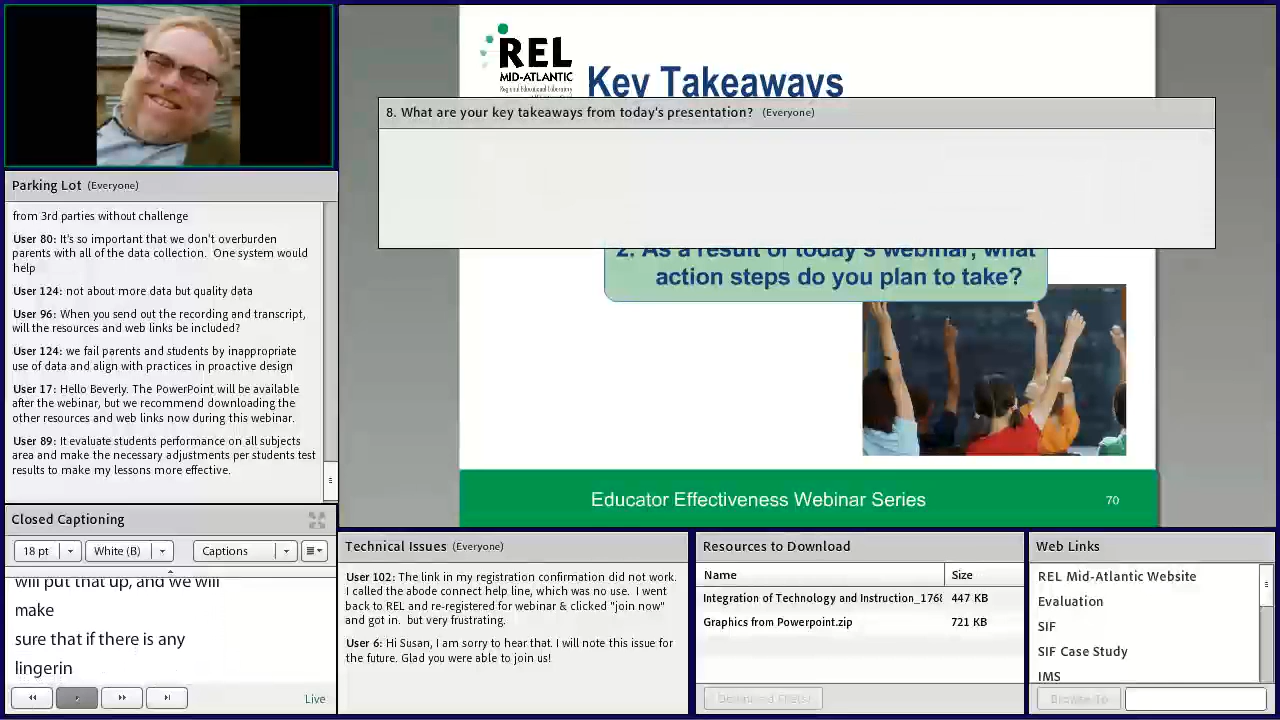 REL
MID-ATLANTIC
Regional Educational Laboratory
Key Takeaways
8. What are your key takeaways from today's presentation? (Everyone)
2. As a result of today's webinar, what
action steps do you plan to take?
Educator Effectiveness Webinar Series
70
Parking Lot (Everyone)
from 3rd parties without challenge
User 80: It's so important that we don't overburden
parents with all of the data collection. One system would
help
User 124: not about more data but quality data
User 96: When you send out the recording and transcript,
will the resources and web links be included?
User 124: we fail parents and students by inappropriate
use of data and align with practices in proactive design
User 17: Hello Beverly. The PowerPoint will be available
after the webinar, but we recommend downloading the
other resources and web links now during this webinar.
User 89: It evaluate students performance on all subjects
area and make the necessary adjustments per students test
results to make my lessons more effective.
Closed Captioning
18 pt
White (B)
Captions
will put that up, and we will
make
sure that if there is any
lingerin
Live
Technical Issues (Everyone)
User 102: The link in my registration confirmation did not work.
I called the abode connect help line, which was no use. I went
back to REL and re-registered for webinar & clicked "join now"
and got in. but very frustrating.
User 6: Hi Susan, I am sorry to hear that. I will note this issue for
the future. Glad you were able to join us!
Resources to Download
Name Size
Integration of Technology and Instruction_176 447 KB
Graphics from Powerpoint.zip 721 KB
Web Links
REL Mid-Atlantic Website
Evaluation
SIF
SIF Case Study
IMS
Browse To